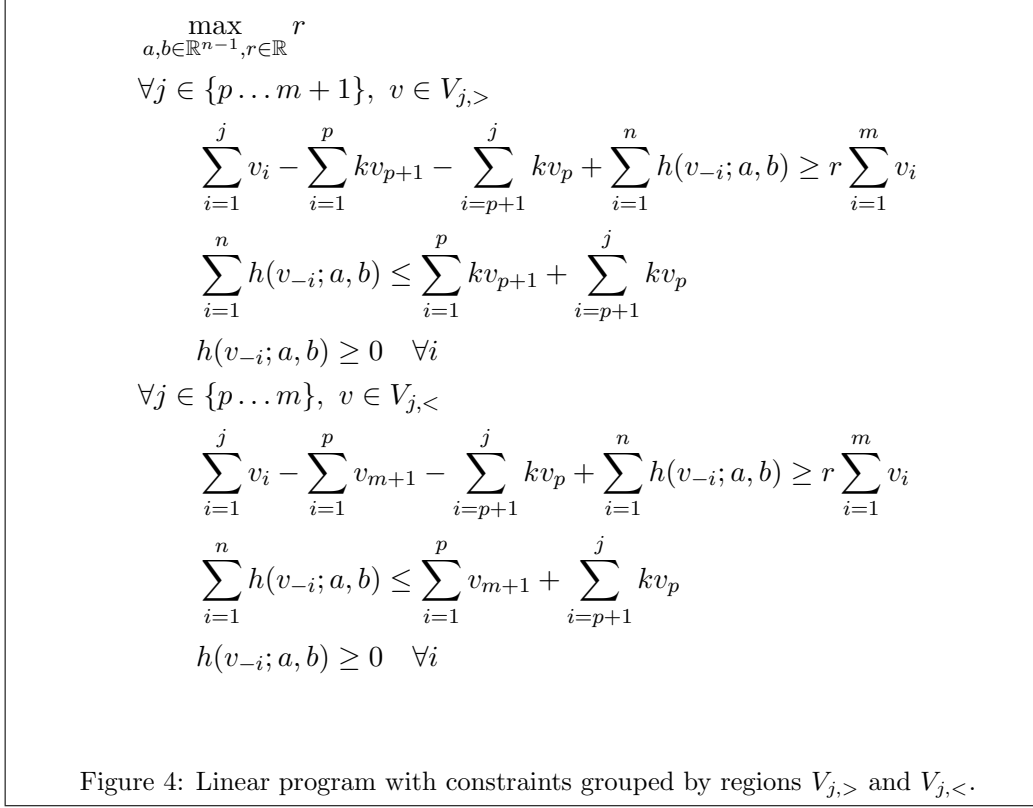 max_{a,b∈ℝ^{n−1},r∈ℝ} r
∀j ∈ {p … m + 1}, v ∈ V_{j,>}
∑_{i=1}^{j} v_i − ∑_{i=1}^{p} kv_{p+1} − ∑_{i=p+1}^{j} kv_p + ∑_{i=1}^{n} h(v_{−i}; a, b) ≥ r ∑_{i=1}^{m} v_i
∑_{i=1}^{n} h(v_{−i}; a, b) ≤ ∑_{i=1}^{p} kv_{p+1} + ∑_{i=p+1}^{j} kv_p
h(v_{−i}; a, b) ≥ 0 ∀i
∀j ∈ {p … m}, v ∈ V_{j,<}
∑_{i=1}^{j} v_i − ∑_{i=1}^{p} v_{m+1} − ∑_{i=p+1}^{j} kv_p + ∑_{i=1}^{n} h(v_{−i}; a, b) ≥ r ∑_{i=1}^{m} v_i
∑_{i=1}^{n} h(v_{−i}; a, b) ≤ ∑_{i=1}^{p} v_{m+1} + ∑_{i=p+1}^{j} kv_p
h(v_{−i}; a, b) ≥ 0 ∀i
Figure 4: Linear program with constraints grouped by regions V_{j,>} and V_{j,<}.